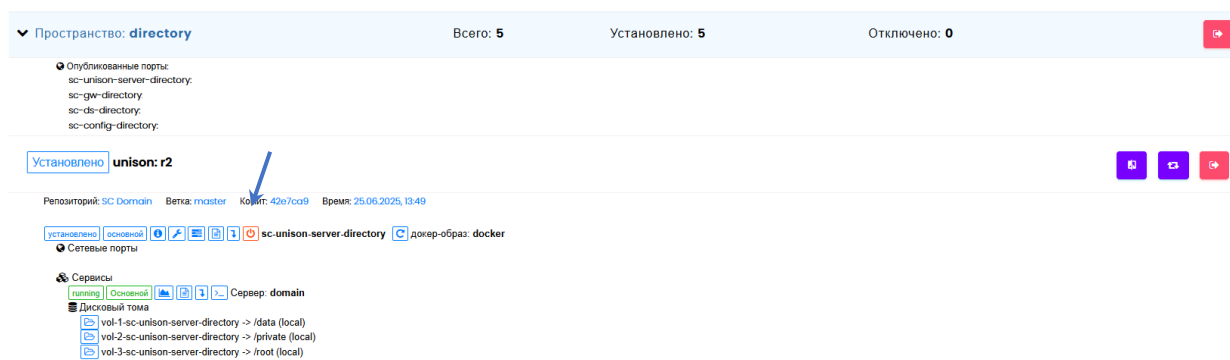 Пространство: directory Всего: 5 Установлено: 5 Отключено: 0
Опубликованные порты:
sc-unison-server-directory:
sc-gw-directory:
sc-ds-directory:
sc-config-directory:
Установлено unison: r2
Репозиторий: SC Domain Ветка: master Коммит: 42e7ca9 Время: 25.06.2025, 13:49
установлено основной sc-unison-server-directory докер-образ: docker
Сетевые порты
Сервисы
running Основной Сервер: domain
Дисковый тома
vol-1-sc-unison-server-directory -> /data (local)
vol-2-sc-unison-server-directory -> /private (local)
vol-3-sc-unison-server-directory -> /root (local)